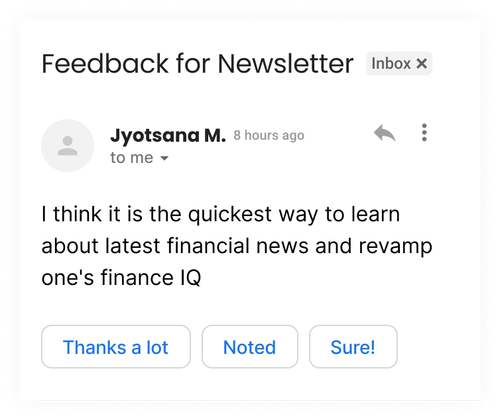 Feedback for Newsletter Inbox ×
Jyotsana M. 8 hours ago
to me
I think it is the quickest way to learn
about latest financial news and revamp
one's finance IQ
Thanks a lot Noted Sure!